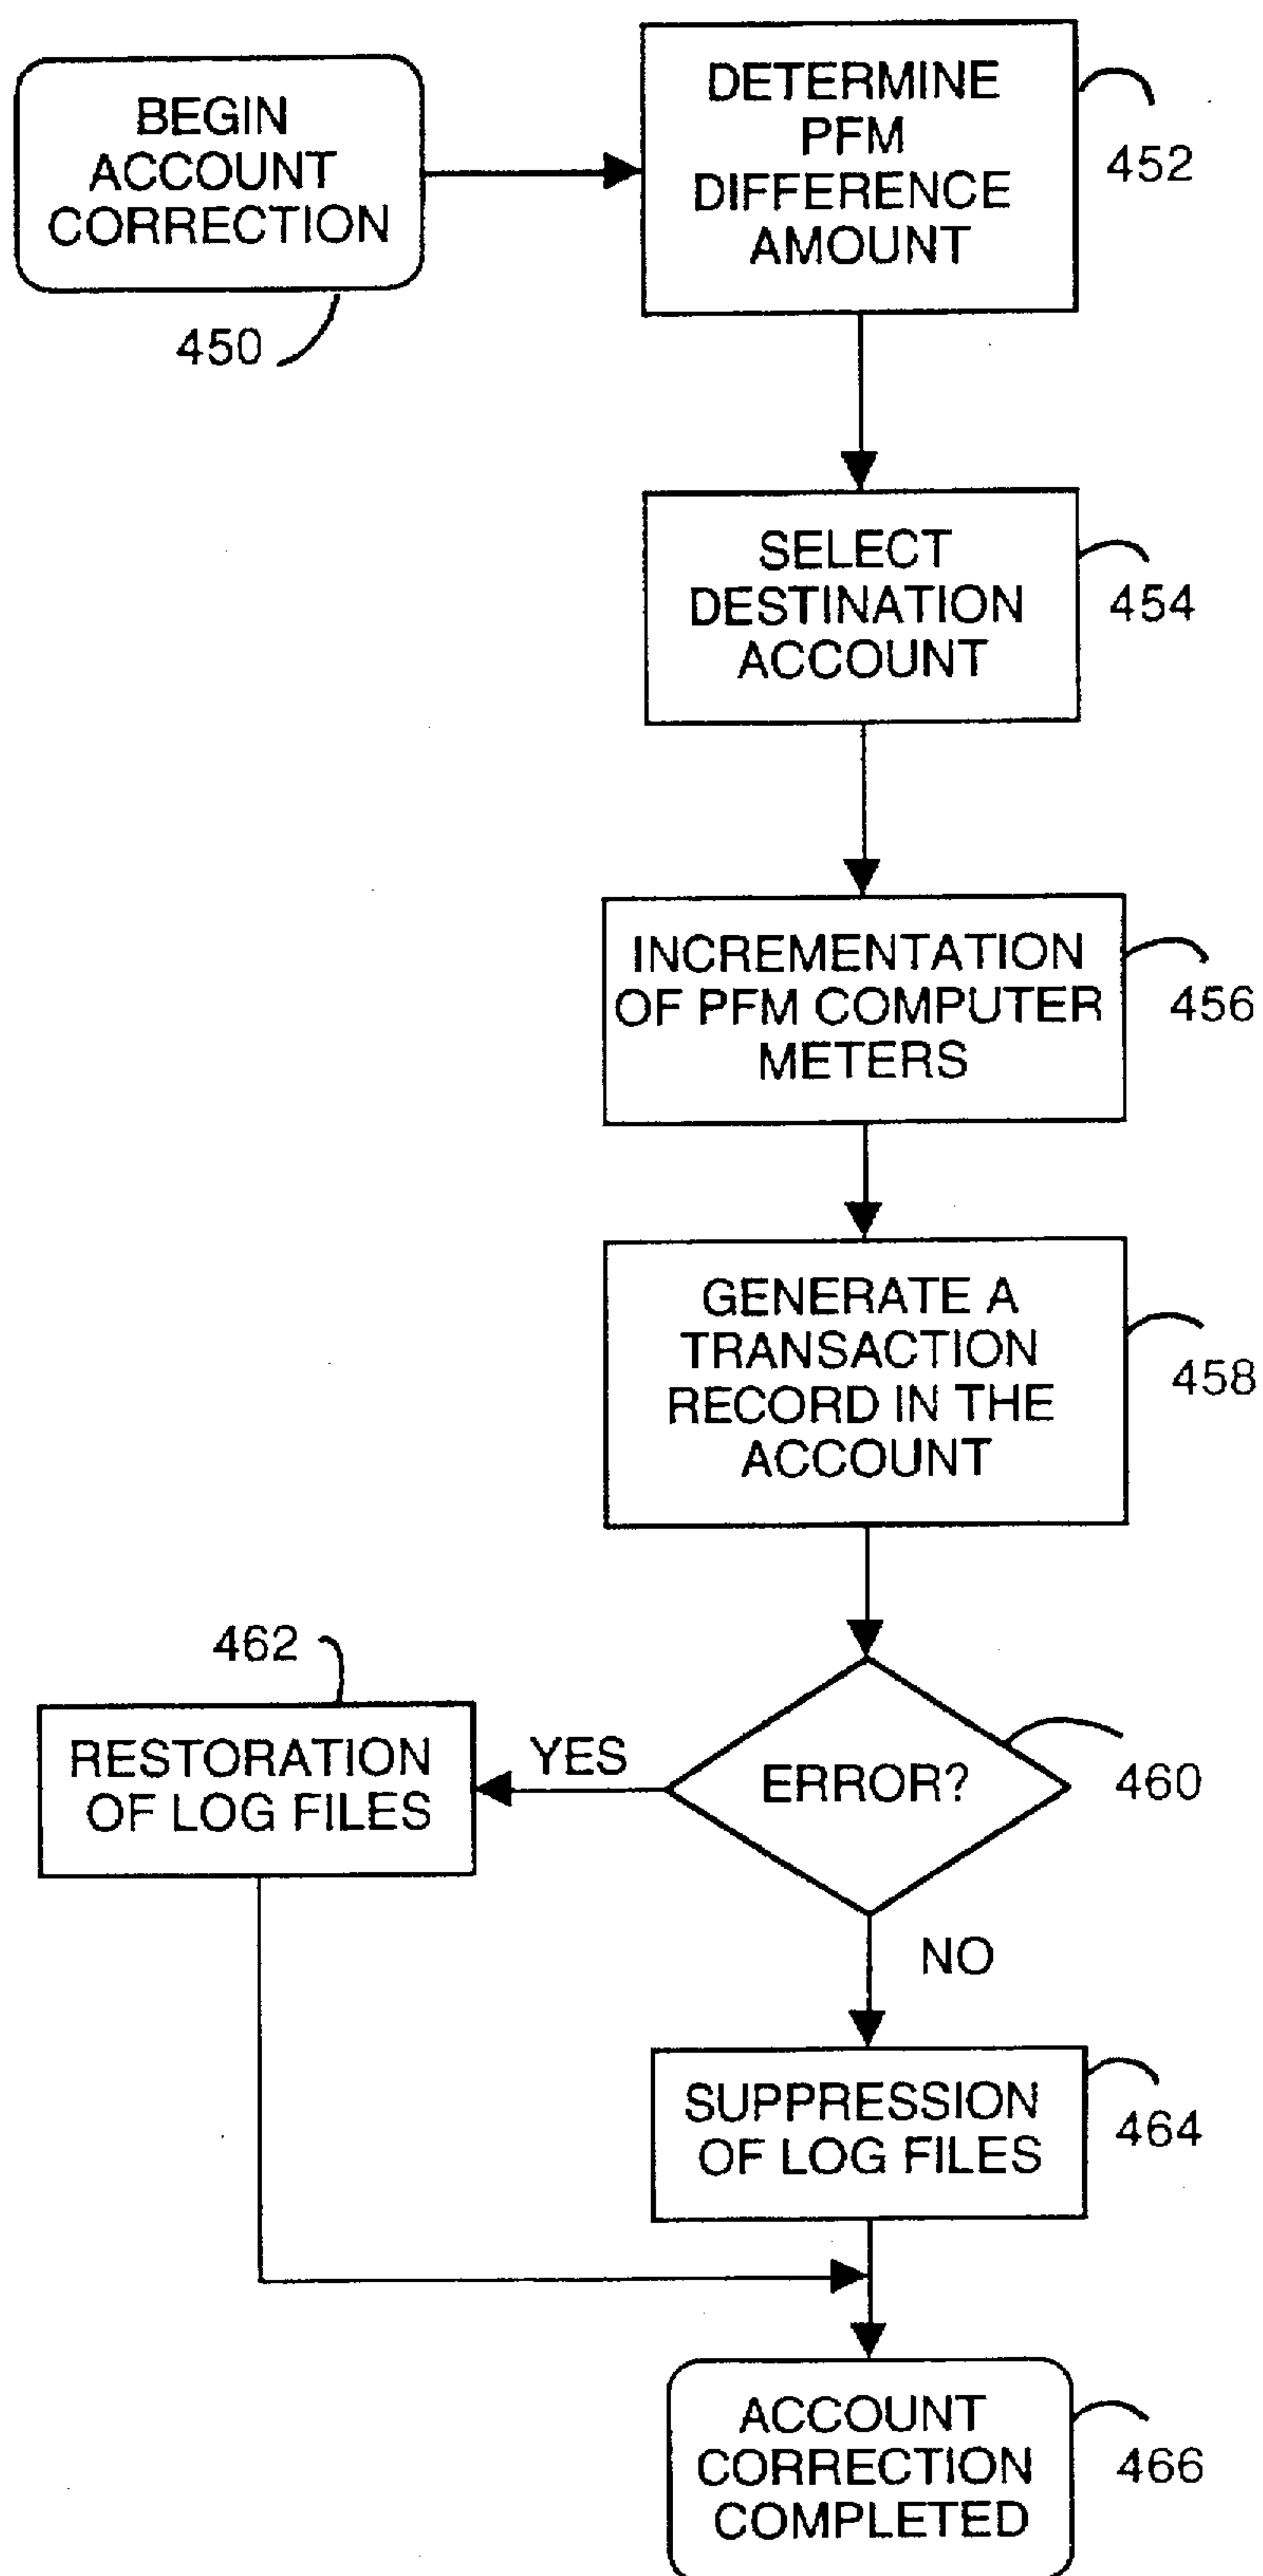 BEGIN
ACCOUNT
CORRECTION
450
DETERMINE
PFM
DIFFERENCE
AMOUNT
452
SELECT
DESTINATION
ACCOUNT
454
INCREMENTATION
OF PFM COMPUTER
METERS
456
GENERATE A
TRANSACTION
RECORD IN THE
ACCOUNT
458
ERROR?
460
YES
462
RESTORATION
OF LOG FILES
NO
SUPPRESSION
OF LOG FILES
464
ACCOUNT
CORRECTION
COMPLETED
466